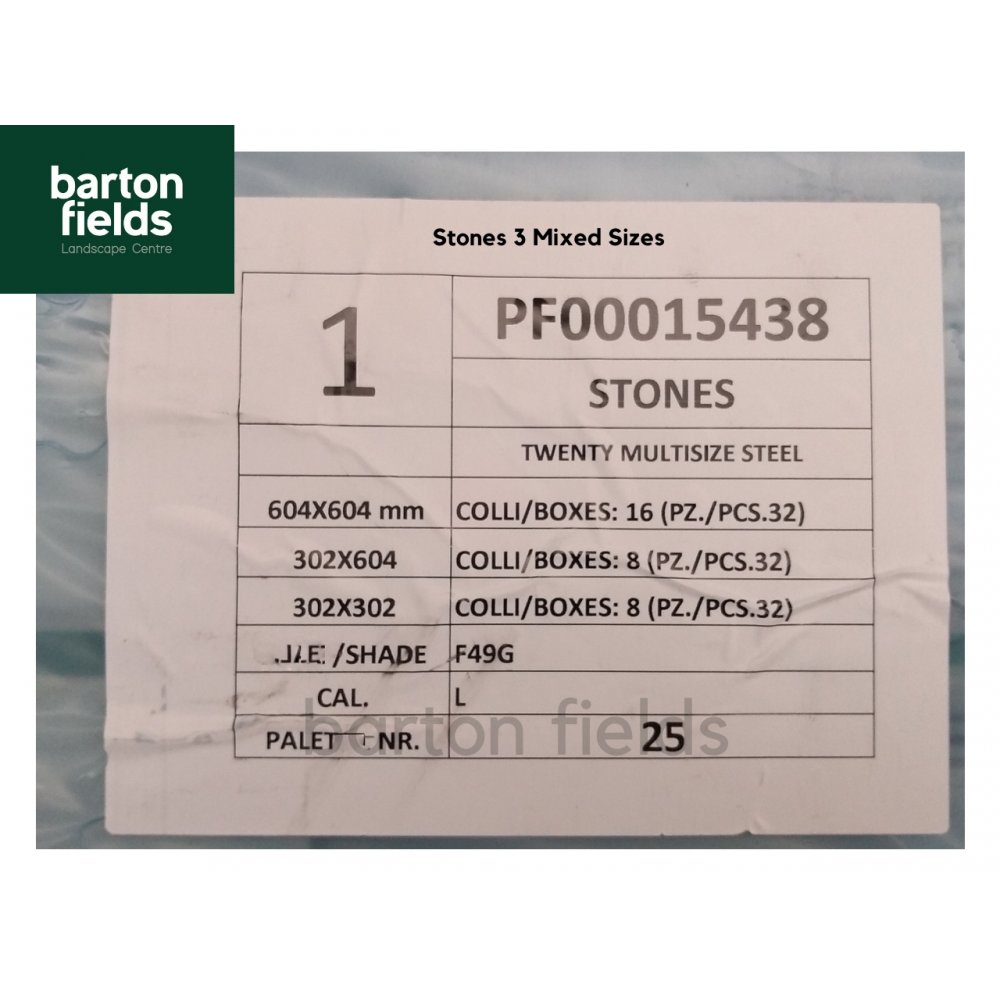 barton
fields
Landscape Centre
Stones 3 Mixed Sizes
1
PF00015438
STONES
TWENTY MULTISIZE STEEL
604X604 mm COLLI/BOXES: 16 (PZ./PCS.32)
302X604 COLLI/BOXES: 8 (PZ./PCS.32)
302X302 COLLI/BOXES: 8 (PZ./PCS.32)
/SHADE F49G
CAL. L
PALET NR. 25
barton fields